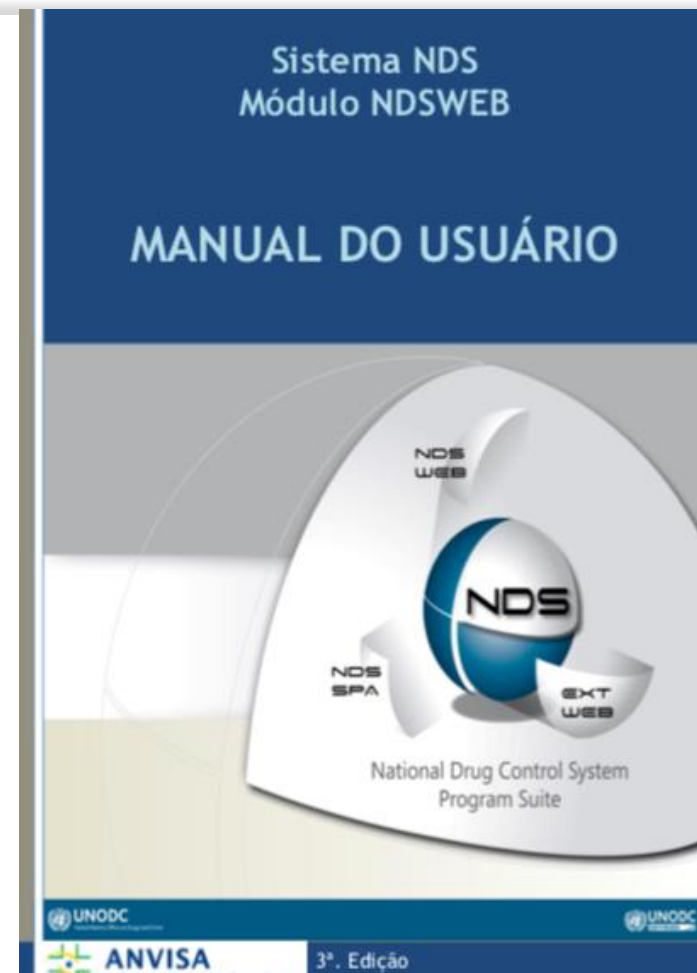 Sistema NDS
Módulo NDSWEB
MANUAL DO USUÁRIO
NDS
WEB
NDS
NDS
SPA
EXT
WEB
National Drug Control System
Program Suite
UNODC
UNODC
ANVISA
3ª. Edição